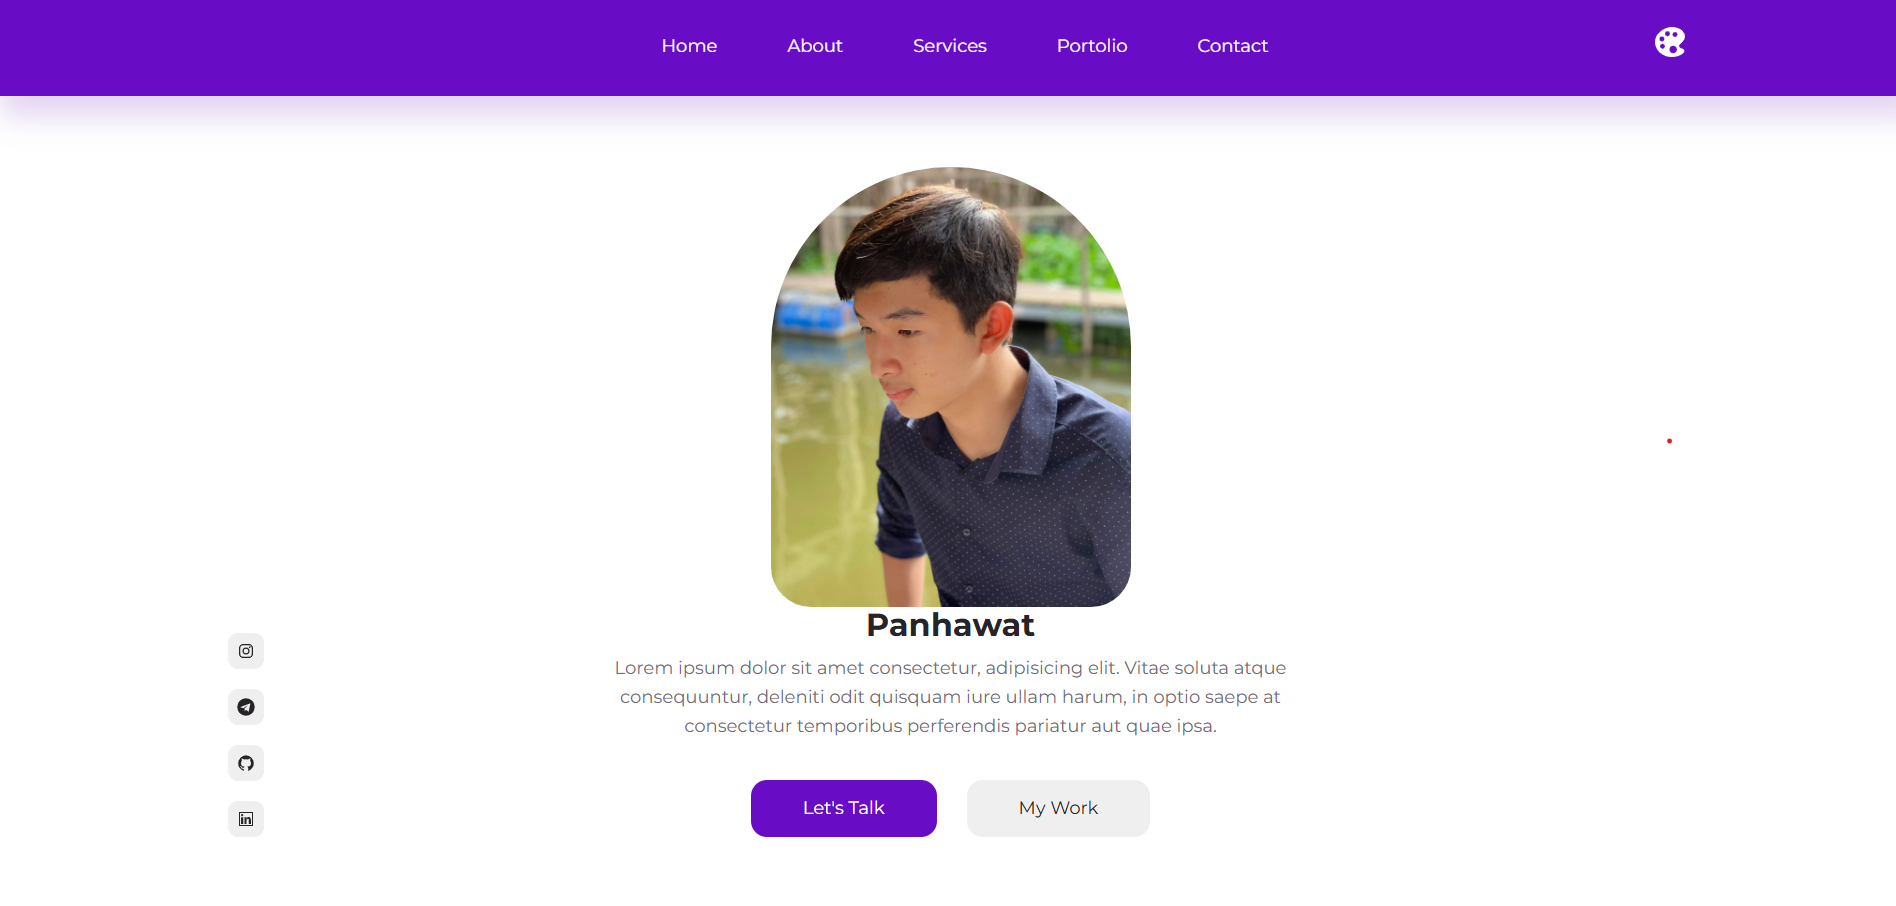 Home
About
Services
Portolio
Contact
Panhawat
Lorem ipsum dolor sit amet consectetur, adipisicing elit. Vitae soluta atque
consequuntur, deleniti odit quisquam iure ullam harum, in optio saepe at
consectetur temporibus perferendis pariatur aut quae ipsa.
Let's Talk
My Work